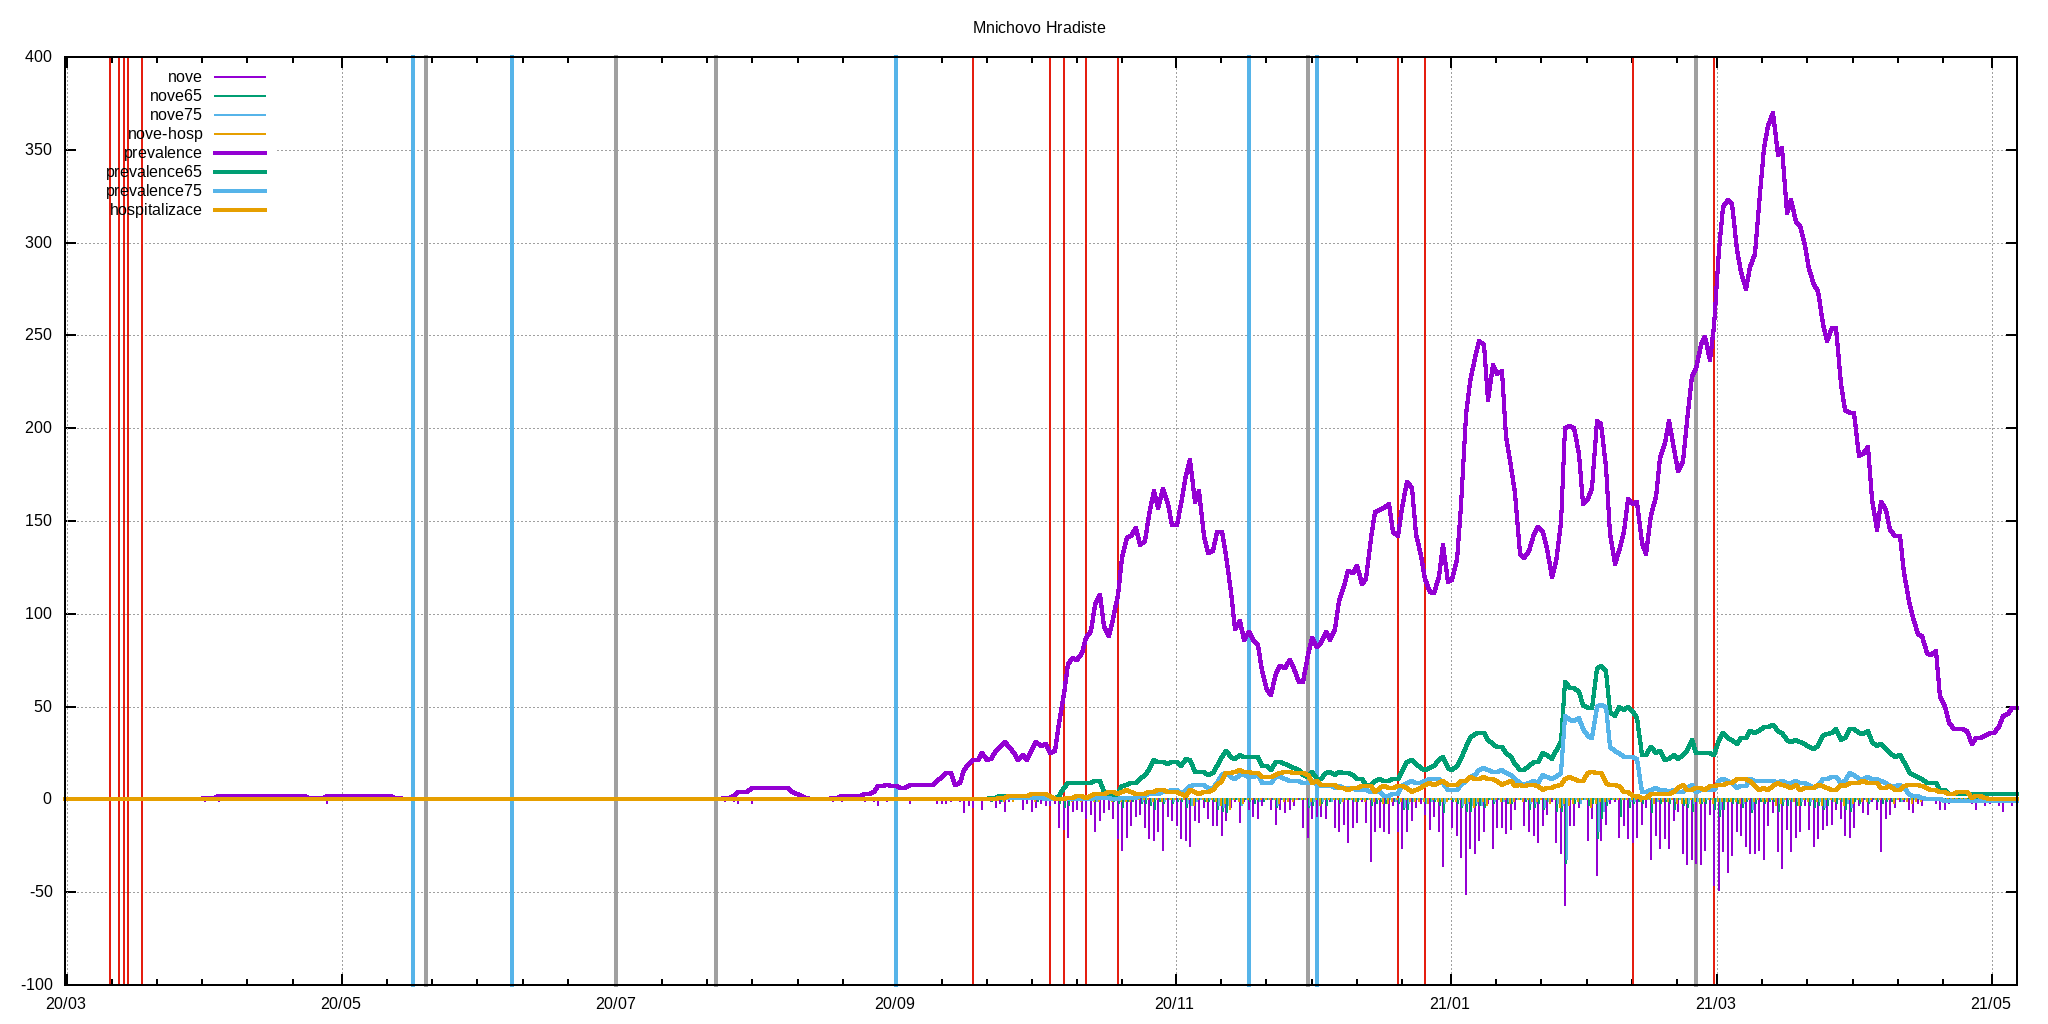 Mnichovo Hradiste
400
350
300
250
200
150
100
50
0
-50
-100
nove
nove65
nove75
nove-hosp
prevalence
prevalence65
prevalence75
hospitalizace
20/03 20/05 20/07 20/09 20/11 21/01 21/03 21/05